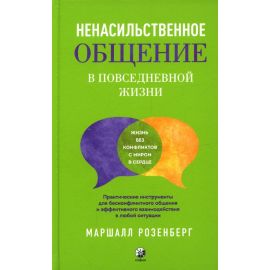 НЕНАСИЛЬСТВЕННОЕ
ОБЩЕНИЕ
В ПОВСЕДНЕВНОЙ
ЖИЗНИ
ЖИЗНЬ
БЕЗ
КОНФЛИКТОВ
С МИРОМ
В СЕРДЦЕ
Практические инструменты
для бесконфликтного общения
и эффективного взаимодействия
в любой ситуации
МАРШАЛЛ РОЗЕНБЕРГ